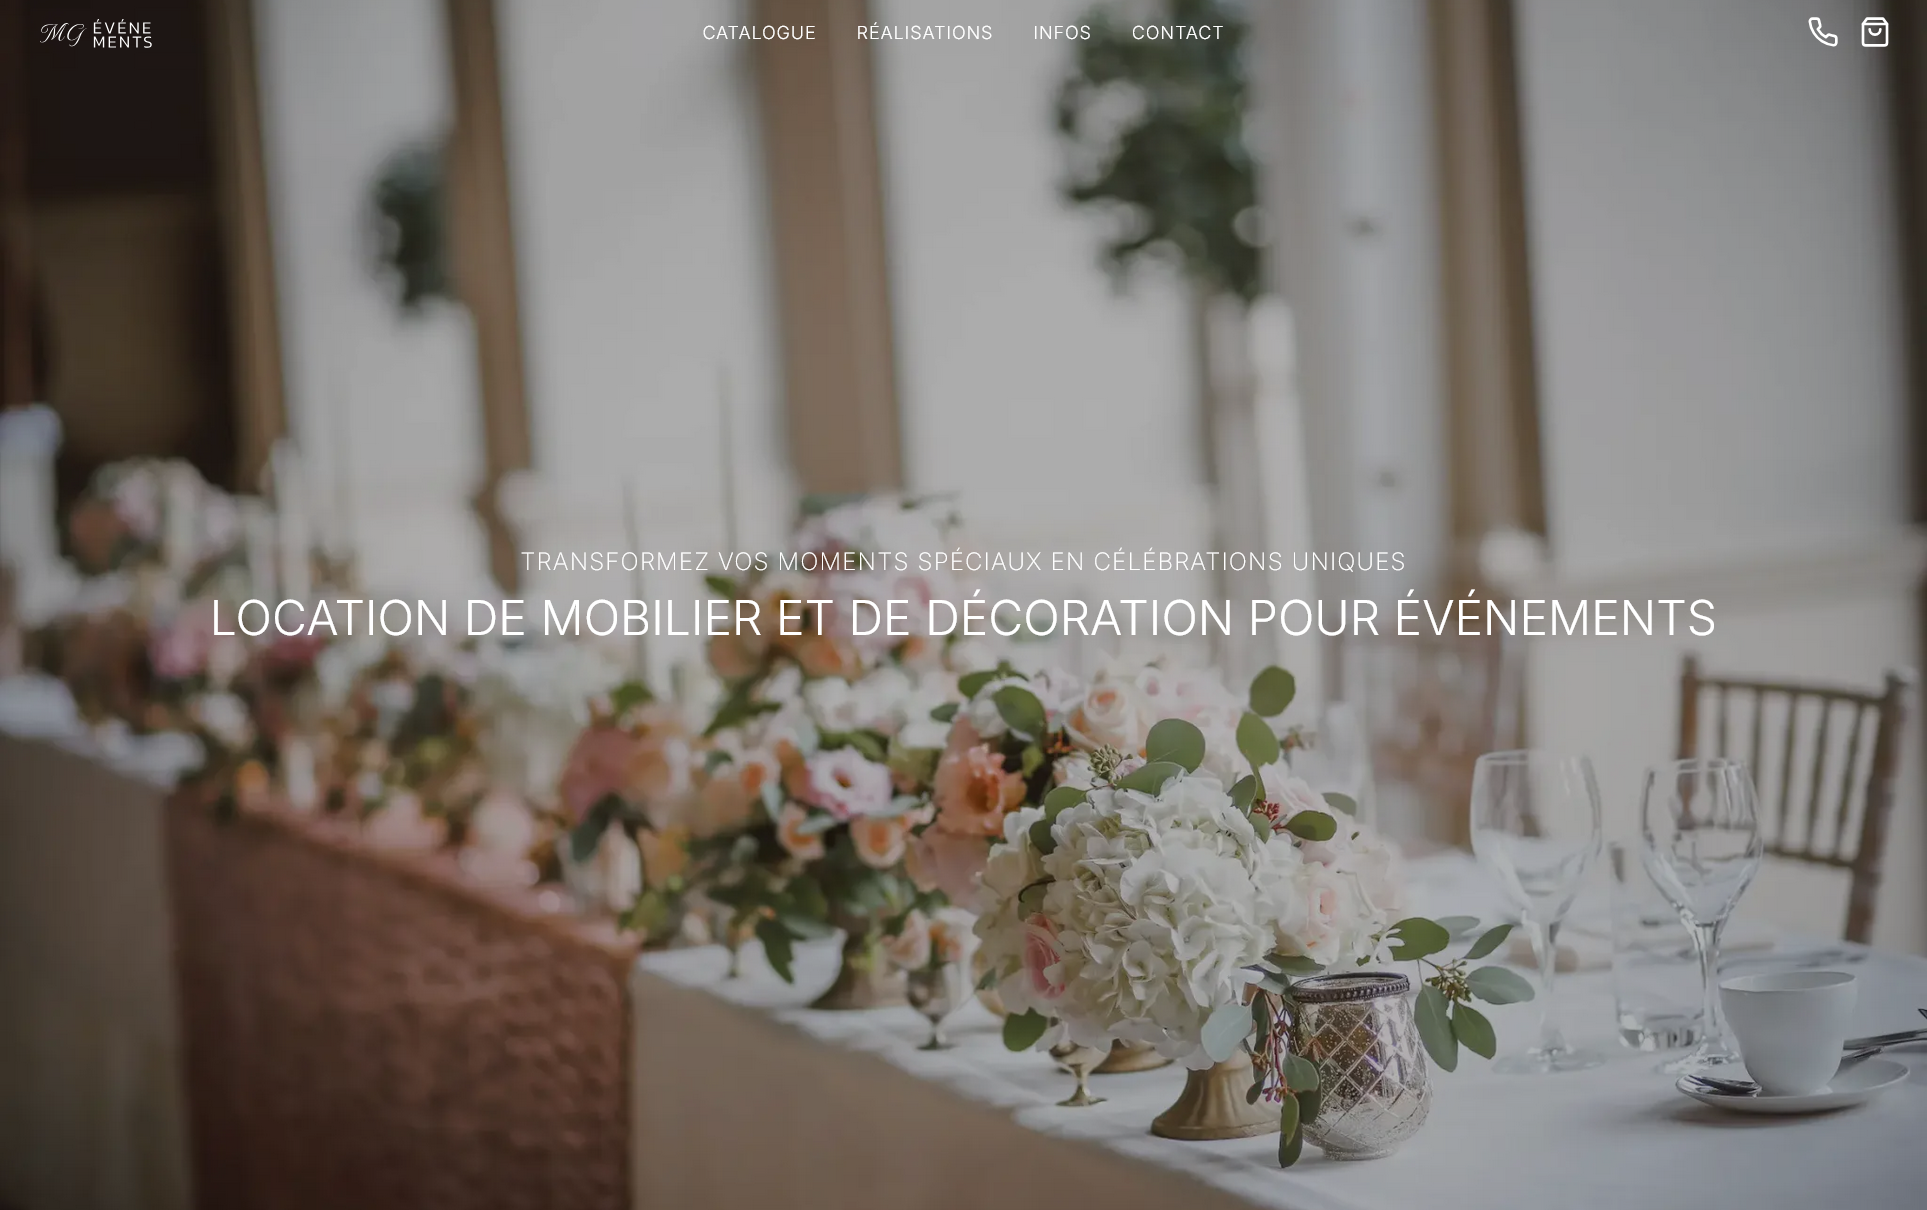 MG ÉVÉNE
MENTS
CATALOGUE RÉALISATIONS INFOS CONTACT
TRANSFORMEZ VOS MOMENTS SPÉCIAUX EN CÉLÉBRATIONS UNIQUES
LOCATION DE MOBILIER ET DE DÉCORATION POUR ÉVÉNEMENTS